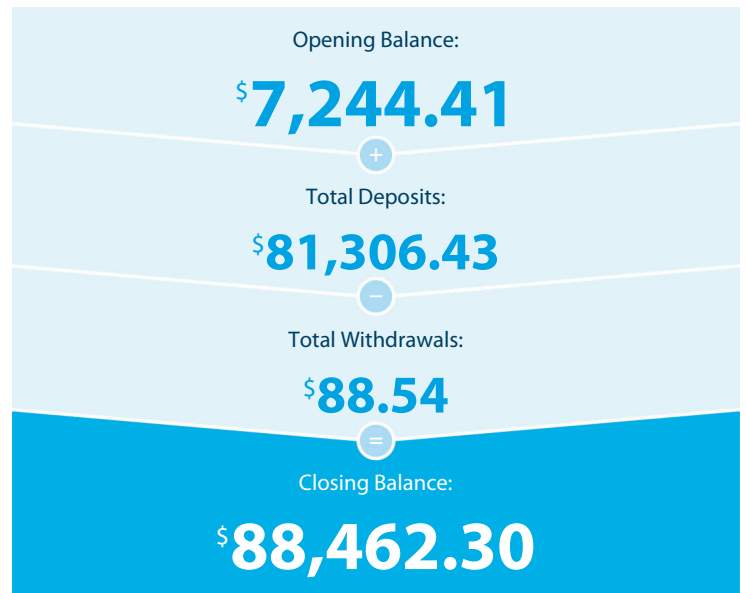 Opening Balance:
$7,244.41
+
Total Deposits:
$81,306.43
−
Total Withdrawals:
$88.54
=
Closing Balance:
$88,462.30